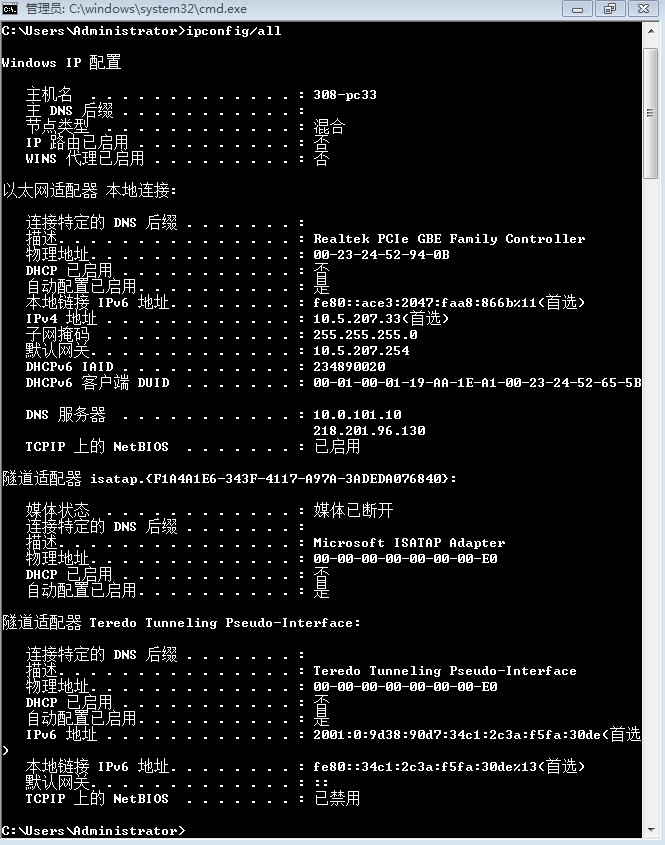 管理员: C:\windows\system32\cmd.exe
C:\Users\Administrator>ipconfig/all
Windows IP 配置
主机名 . . . . . . . . . . . . . : 308-pc33
主 DNS 后缀 . . . . . . . . . . . :
节点类型 . . . . . . . . . . . . : 混合
IP 路由已启用 . . . . . . . . . . : 否
WINS 代理已启用 . . . . . . . . . : 否
以太网适配器 本地连接:
连接特定的 DNS 后缀 . . . . . . . :
描述. . . . . . . . . . . . . . . : Realtek PCIe GBE Family Controller
物理地址. . . . . . . . . . . . . : 00-23-24-52-94-0B
DHCP 已启用 . . . . . . . . . . . : 否
自动配置已启用. . . . . . . . . . : 是
本地链接 IPv6 地址. . . . . . . . : fe80::ace3:2047:faa8:866b%11(首选)
IPv4 地址 . . . . . . . . . . . . : 10.5.207.33(首选)
子网掩码 . . . . . . . . . . . . : 255.255.255.0
默认网关. . . . . . . . . . . . . : 10.5.207.254
DHCPv6 IAID . . . . . . . . . . . : 234890020
DHCPv6 客户端 DUID . . . . . . . : 00-01-00-01-19-AA-1E-A1-00-23-24-52-65-5B
DNS 服务器 . . . . . . . . . . . : 10.0.101.10
218.201.96.130
TCPIP 上的 NetBIOS . . . . . . . : 已启用
隧道适配器 isatap.{F1A4A1E6-343F-4117-A97A-3ADEDA076840}:
媒体状态 . . . . . . . . . . . . : 媒体已断开
连接特定的 DNS 后缀 . . . . . . . :
描述. . . . . . . . . . . . . . . : Microsoft ISATAP Adapter
物理地址. . . . . . . . . . . . . : 00-00-00-00-00-00-00-E0
DHCP 已启用 . . . . . . . . . . . : 否
自动配置已启用. . . . . . . . . . : 是
隧道适配器 Teredo Tunneling Pseudo-Interface:
连接特定的 DNS 后缀 . . . . . . . :
描述. . . . . . . . . . . . . . . : Teredo Tunneling Pseudo-Interface
物理地址. . . . . . . . . . . . . : 00-00-00-00-00-00-00-E0
DHCP 已启用 . . . . . . . . . . . : 否
自动配置已启用. . . . . . . . . . : 是
IPv6 地址 . . . . . . . . . . . . : 2001:0:9d38:90d7:34c1:2c3a:f5fa:30de(首选
)
本地链接 IPv6 地址. . . . . . . . : fe80::34c1:2c3a:f5fa:30de%13(首选)
默认网关. . . . . . . . . . . . . : ::
TCPIP 上的 NetBIOS . . . . . . . : 已禁用
C:\Users\Administrator>